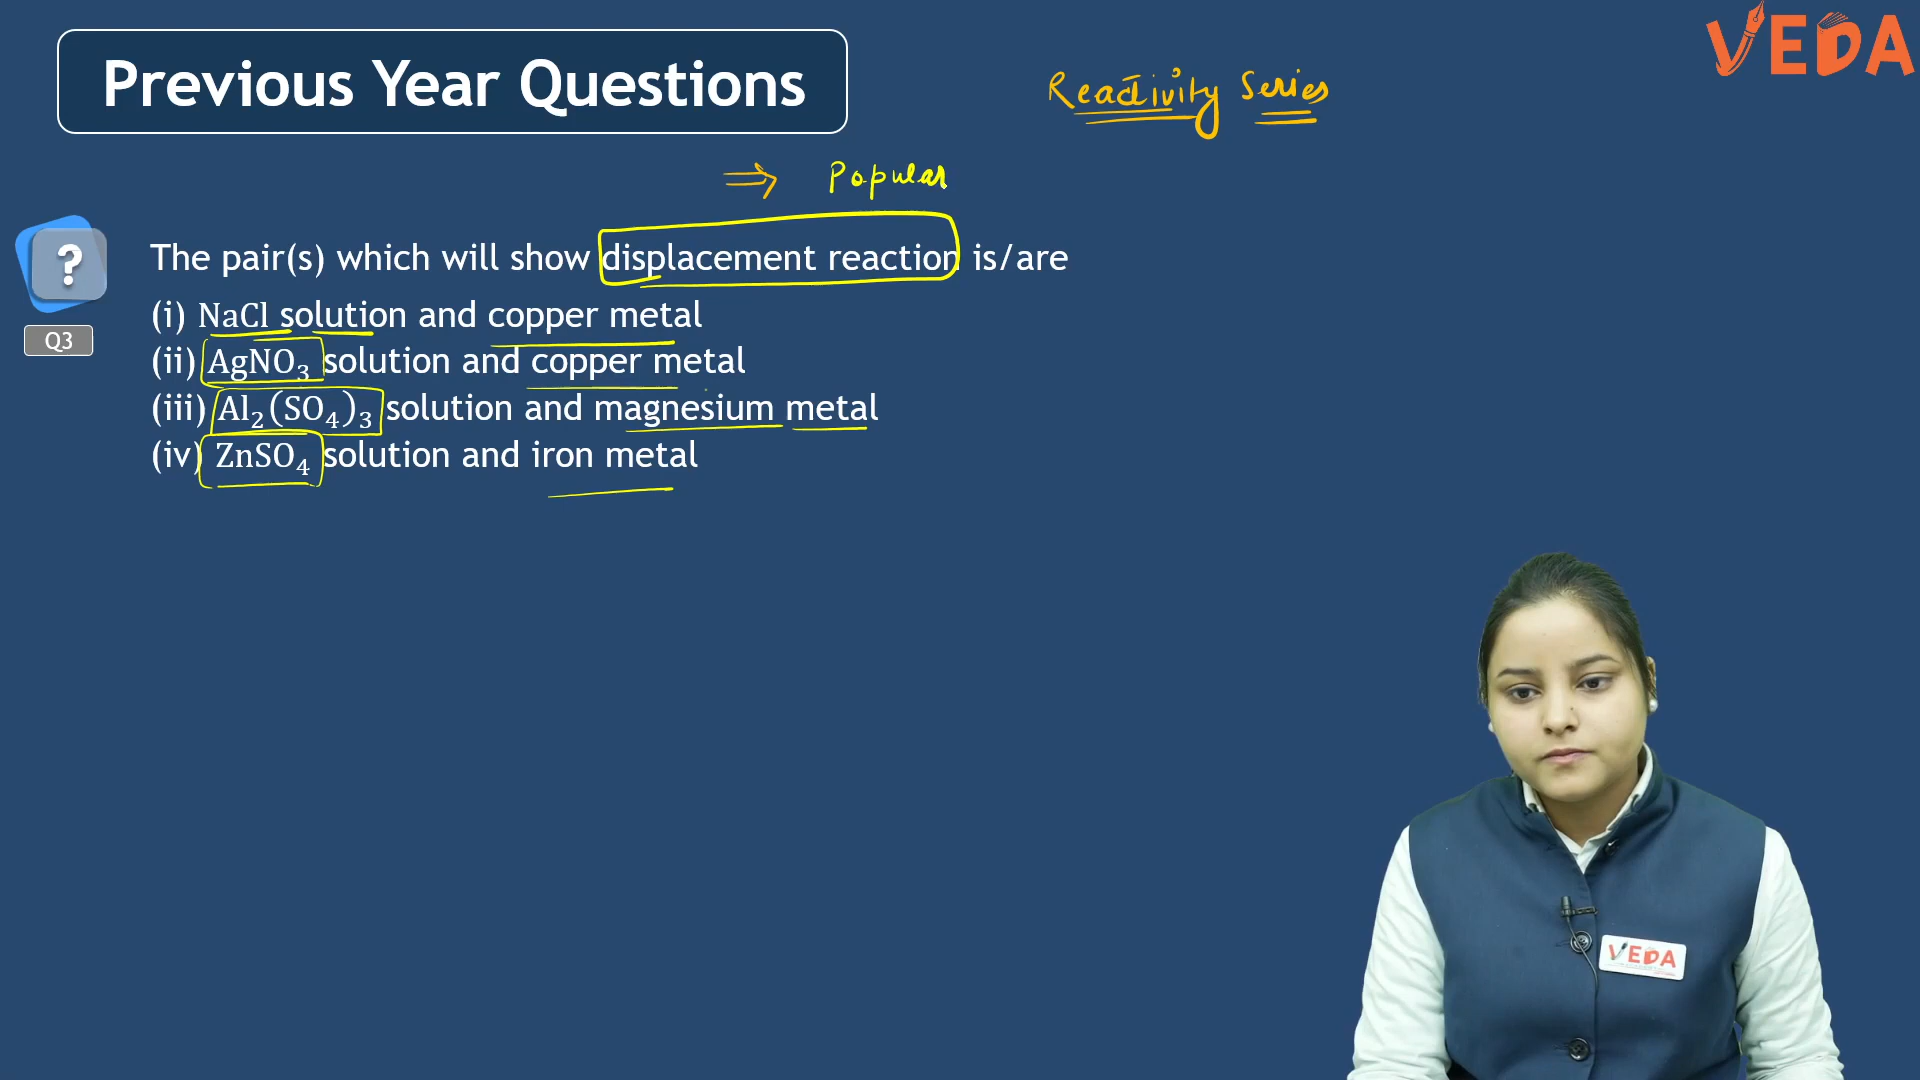 VEDA
Previous Year Questions
Reactivity Series
⇒ Popular
The pair(s) which will show displacement reaction is/are
(i) NaCl solution and copper metal
Q3
(ii) AgNO₃ solution and copper metal
(iii) Al₂(SO₄)₃ solution and magnesium metal
(iv) ZnSO₄ solution and iron metal
?
VEDA